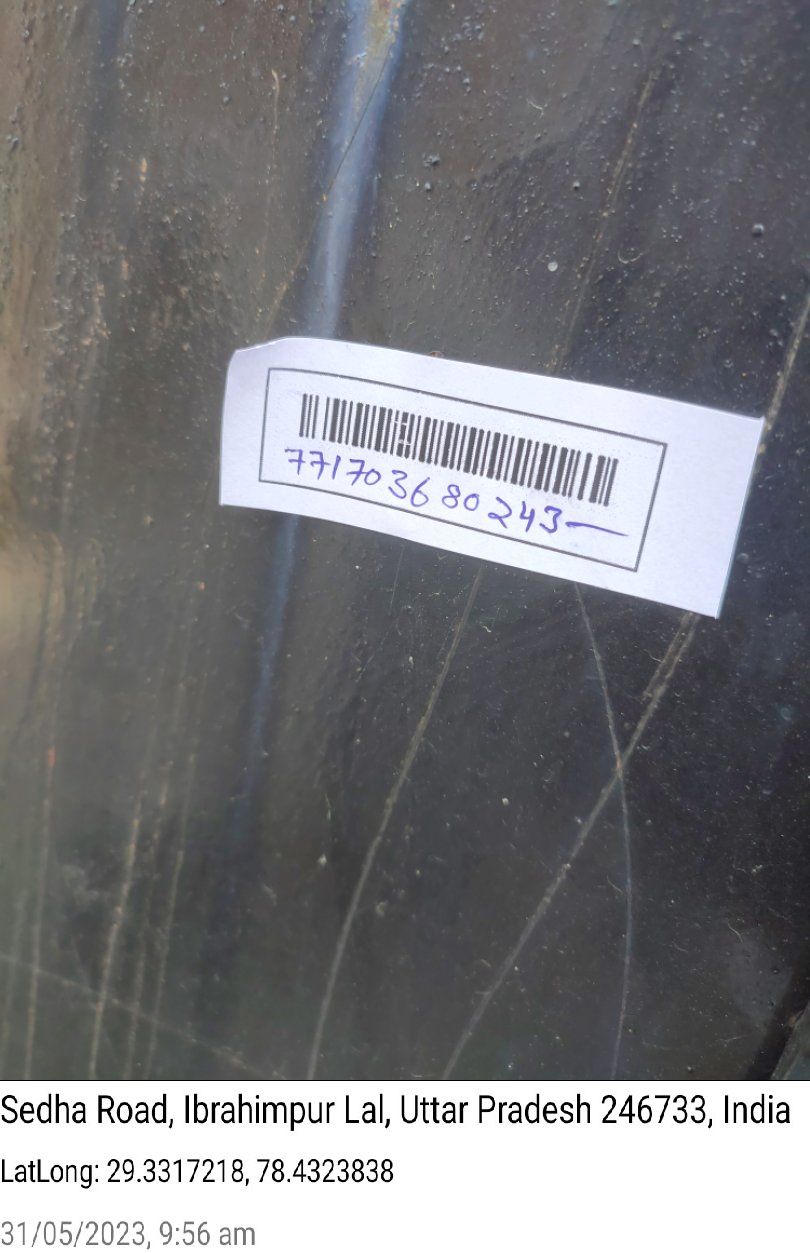 771703680243
Sedha Road, Ibrahimpur Lal, Uttar Pradesh 246733, India
LatLong: 29.3317218, 78.4323838
31/05/2023, 9:56 am